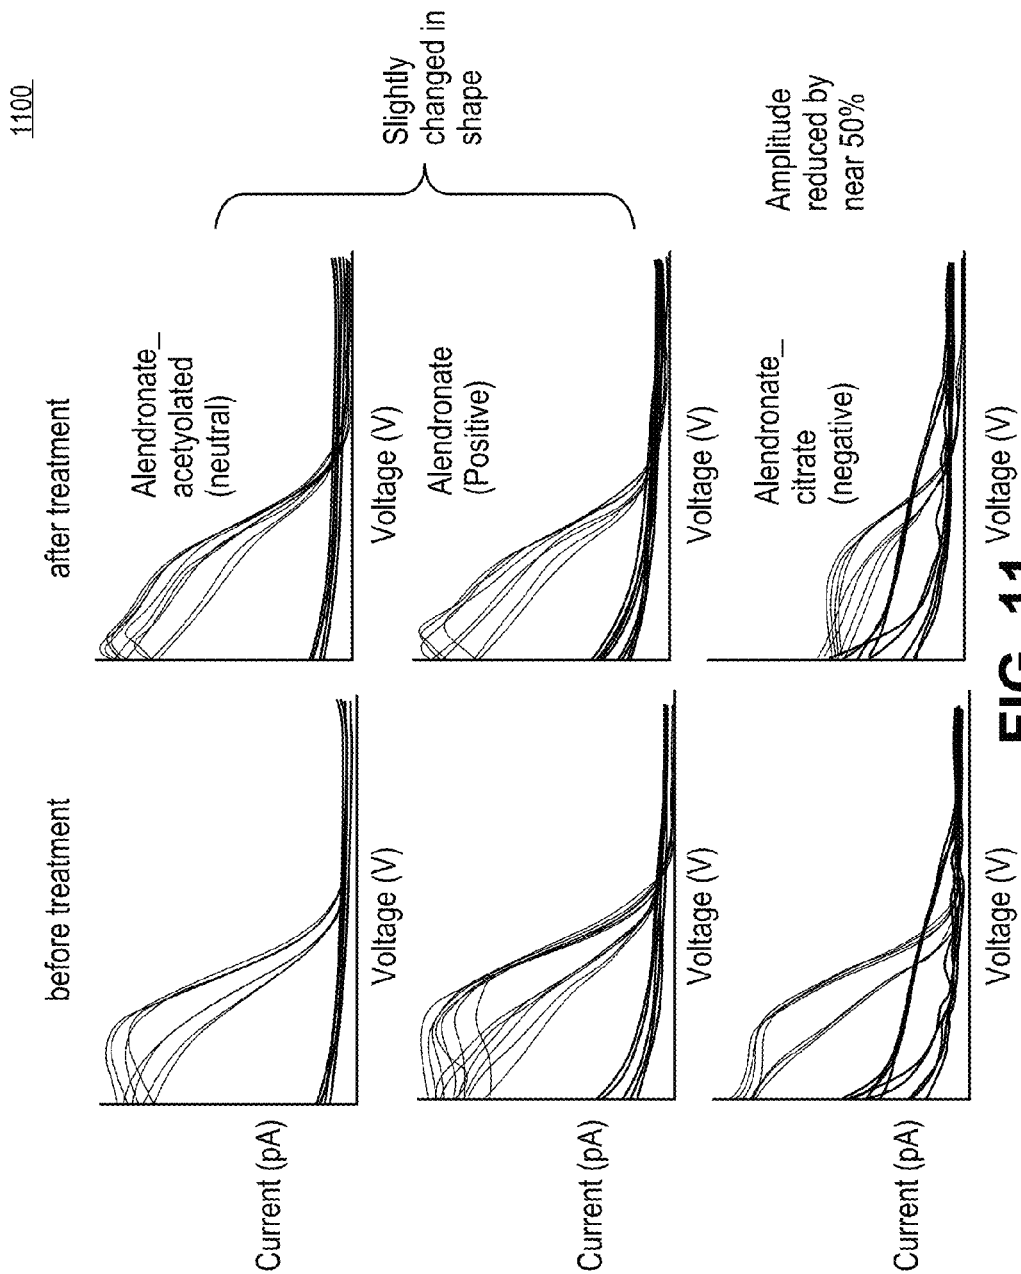 1100
before treatment
after treatment
Current (pA)
Voltage (V)
Alendronate_
acetyolated
(neutral)
Voltage (V)
Slightly
changed in
shape
Current (pA)
Voltage (V)
Alendronate
(Positive)
Voltage (V)
Current (pA)
Voltage (V)
Alendronate_
citrate
(negative)
Voltage (V)
Amplitude
reduced by
near 50%
FIG. 11